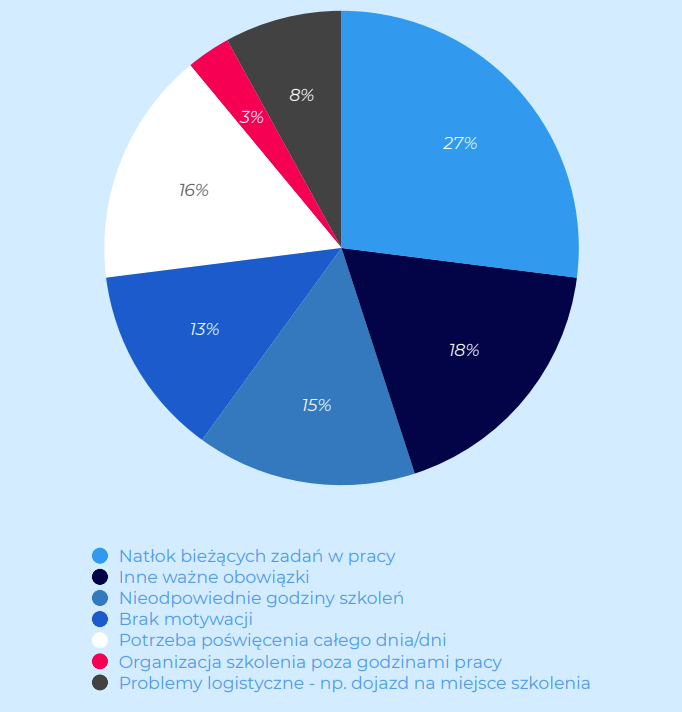 8%
3%
27%
16%
13%
18%
15%
Natłok bieżących zadań w pracy
Inne ważne obowiązki
Nieodpowiednie godziny szkoleń
Brak motywacji
Potrzeba poświęcenia całego dnia/dni
Organizacja szkolenia poza godzinami pracy
Problemy logistyczne - np. dojazd na miejsce szkolenia